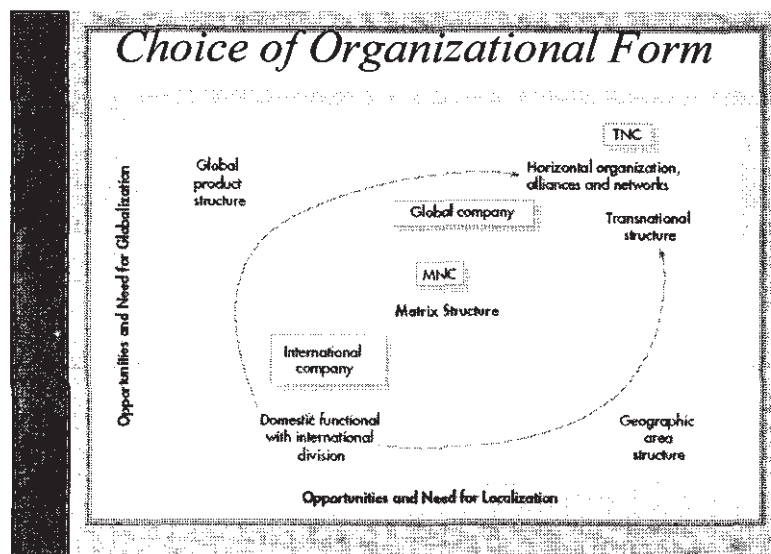 Choice of Organizational Form
TNC
Global
product
structure
Horizontal organization,
alliances and networks
Global company
Transnational
structure
MNC
Matrix Structure
International
company
Domestic functional
with international
division
Geographic
area
structure
Opportunities and Need for Globalization
Opportunities and Need for Localization